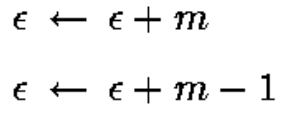 ϵ ← ϵ + m
ϵ ← ϵ + m − 1